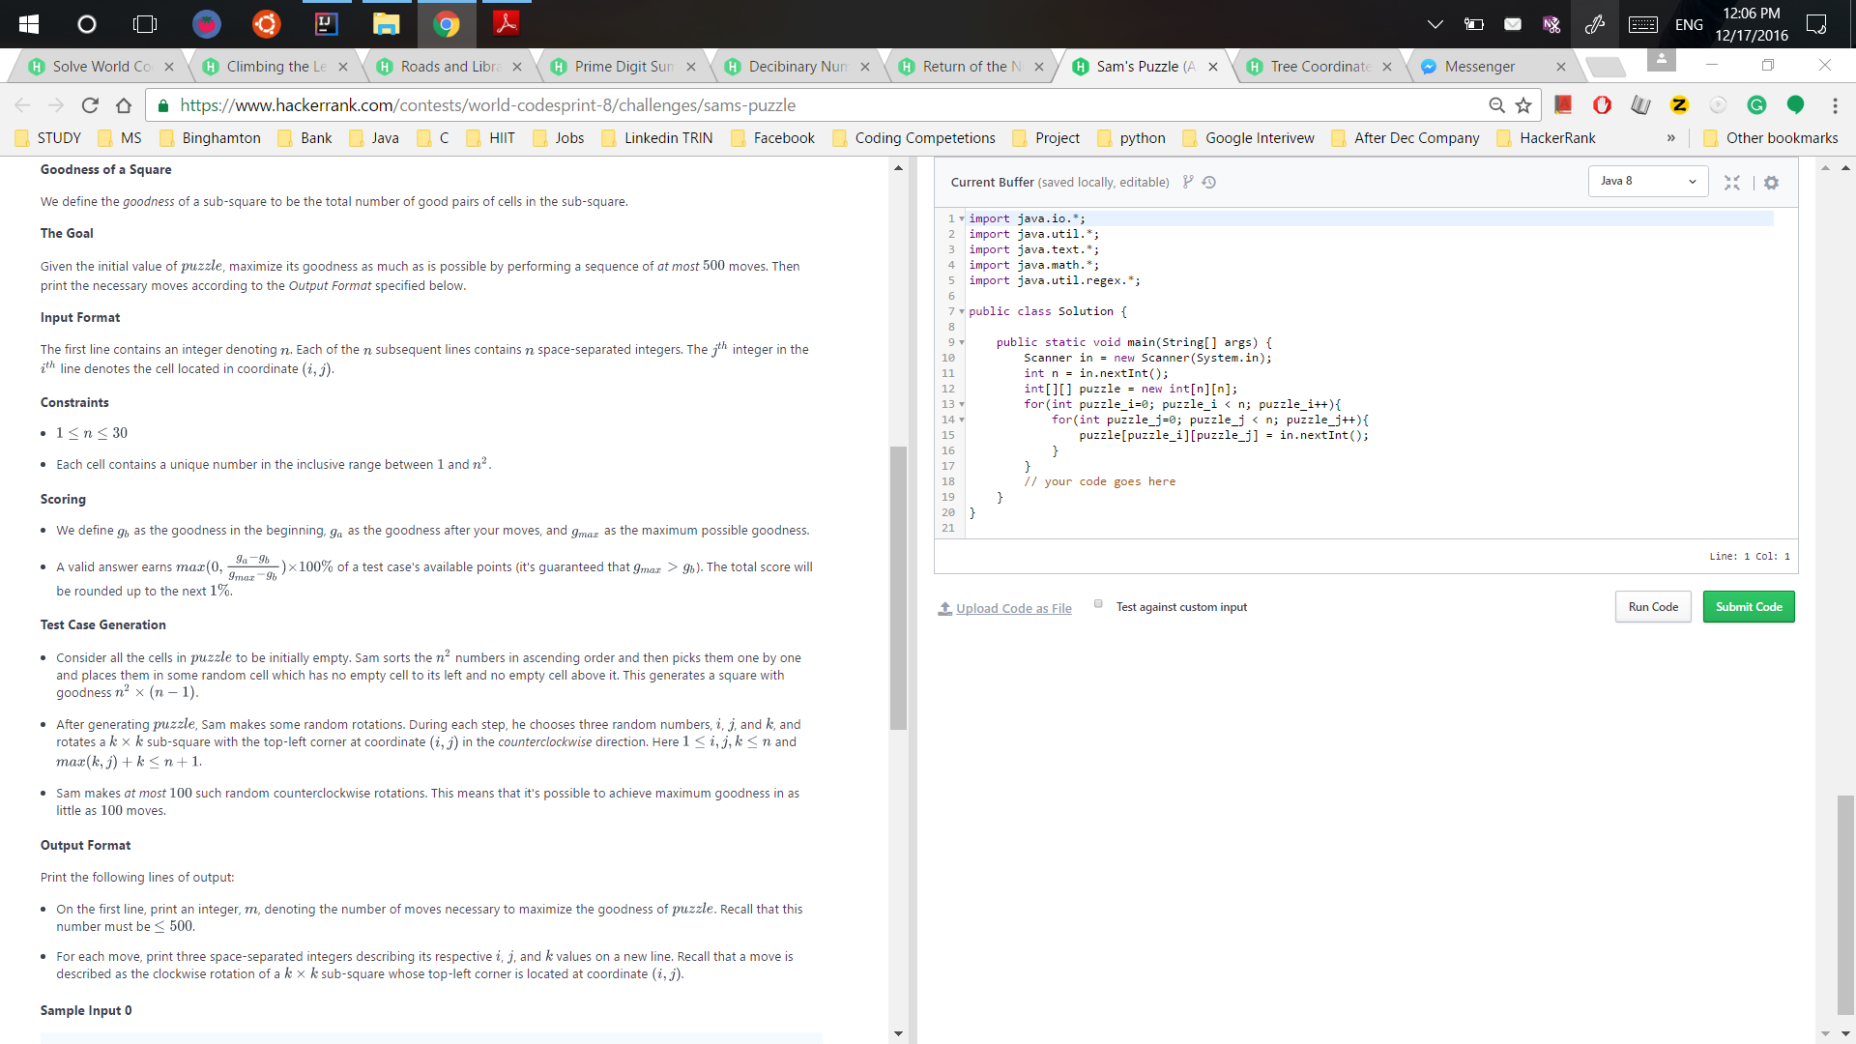 ENG
12:06 PM
12/17/2016
Solve World Co
Climbing the Le
Roads and Libra
Prime Digit Sum
Decibinary Num
Return of the N
Sam's Puzzle (A
Tree Coordinate
Messenger
https://www.hackerrank.com/contests/world-codesprint-8/challenges/sams-puzzle
STUDY
MS
Binghamton
Bank
Java
C
HIIT
Jobs
Linkedin TRIN
Facebook
Coding Competetions
Project
python
Google Interivew
After Dec Company
HackerRank
»
Other bookmarks
Goodness of a Square
We define the goodness of a sub-square to be the total number of good pairs of cells in the sub-square.
The Goal
Given the initial value of puzzle, maximize its goodness as much as is possible by performing a sequence of at most 500 moves. Then
print the necessary moves according to the Output Format specified below.
Input Format
The first line contains an integer denoting n. Each of the n subsequent lines contains n space-separated integers. The j^th integer in the
i^th line denotes the cell located in coordinate (i, j).
Constraints
• 1 ≤ n ≤ 30
• Each cell contains a unique number in the inclusive range between 1 and n².
Scoring
• We define g_b as the goodness in the beginning, g_a as the goodness after your moves, and g_max as the maximum possible goodness.
• A valid answer earns max(0, (g_a−g_b)/(g_max−g_b))×100% of a test case's available points (it's guaranteed that g_max > g_b). The total score will
be rounded up to the next 1%.
Test Case Generation
• Consider all the cells in puzzle to be initially empty. Sam sorts the n² numbers in ascending order and then picks them one by one
and places them in some random cell which has no empty cell to its left and no empty cell above it. This generates a square with
goodness n² × (n − 1).
• After generating puzzle, Sam makes some random rotations. During each step, he chooses three random numbers, i, j, and k, and
rotates a k × k sub-square with the top-left corner at coordinate (i, j) in the counterclockwise direction. Here 1 ≤ i, j, k ≤ n and
max(k, j) + k ≤ n + 1.
• Sam makes at most 100 such random counterclockwise rotations. This means that it's possible to achieve maximum goodness in as
little as 100 moves.
Output Format
Print the following lines of output:
• On the first line, print an integer, m, denoting the number of moves necessary to maximize the goodness of puzzle. Recall that this
number must be ≤ 500.
• For each move, print three space-separated integers describing its respective i, j, and k values on a new line. Recall that a move is
described as the clockwise rotation of a k × k sub-square whose top-left corner is located at coordinate (i, j).
Sample Input 0
Current Buffer (saved locally, editable)
Java 8
1 import java.io.*;
2 import java.util.*;
3 import java.text.*;
4 import java.math.*;
5 import java.util.regex.*;
6
7 public class Solution {
8
9 public static void main(String[] args) {
10 Scanner in = new Scanner(System.in);
11 int n = in.nextInt();
12 int[][] puzzle = new int[n][n];
13 for(int puzzle_i=0; puzzle_i < n; puzzle_i++){
14 for(int puzzle_j=0; puzzle_j < n; puzzle_j++){
15 puzzle[puzzle_i][puzzle_j] = in.nextInt();
16 }
17 }
18 // your code goes here
19 }
20 }
21
Line: 1 Col: 1
Upload Code as File
Test against custom input
Run Code
Submit Code